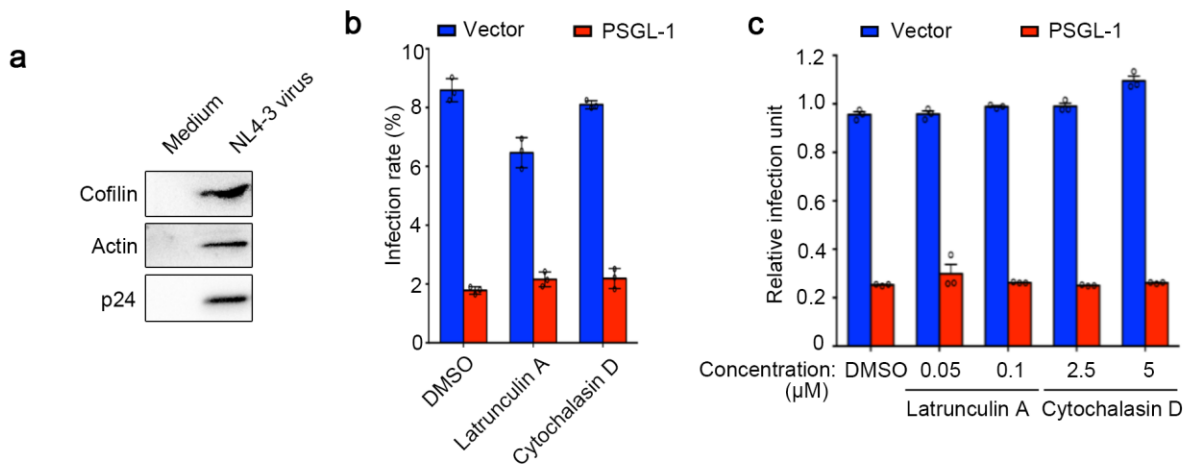 a
Medium
NL4-3 virus
Cofilin
Actin
p24
b
Vector
PSGL-1
Infection rate (%)
10
8
6
4
2
0
DMSO
Latrunculin A
Cytochalasin D
c
Vector
PSGL-1
Relative infection unit
1.2
1.0
0.8
0.6
0.4
0.2
0
Concentration: DMSO 0.05 0.1 2.5 5
(μM)
Latrunculin A Cytochalasin D